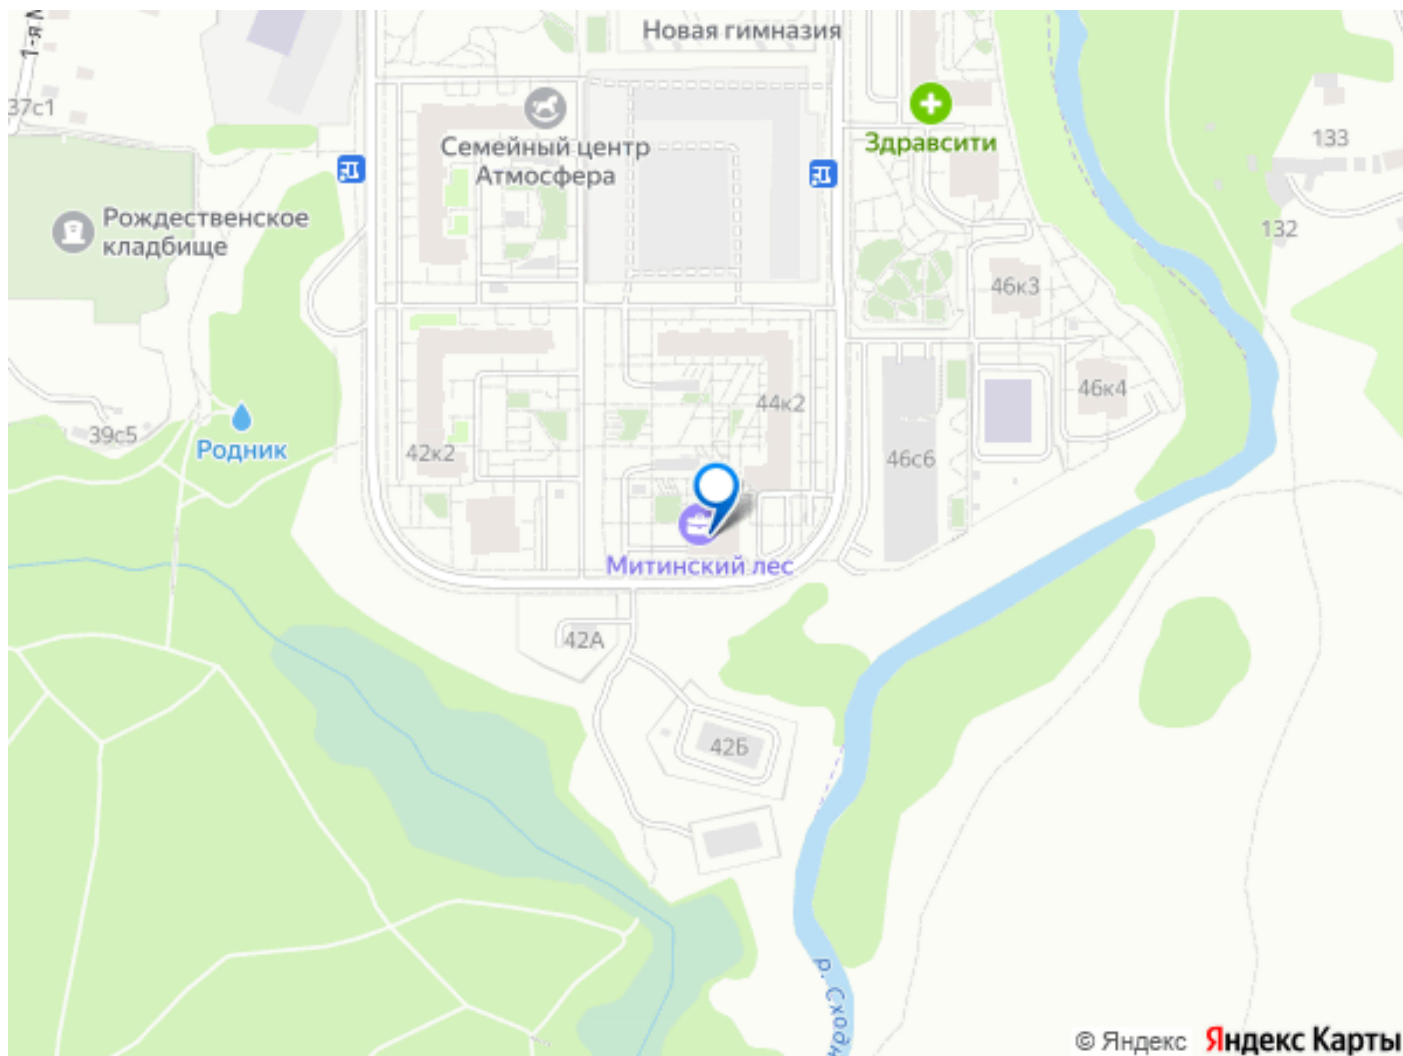 Новая гимназия
1-я
37с1
Семейный центр
Атмосфера
Здравсити
133
Рождественское
кладбище
132
46к3
46к4
44к2
39с5
Родник
42к2
46с6
Митинский лес
42А
42Б
р. Сходн
© Яндекс Яндекс Карты